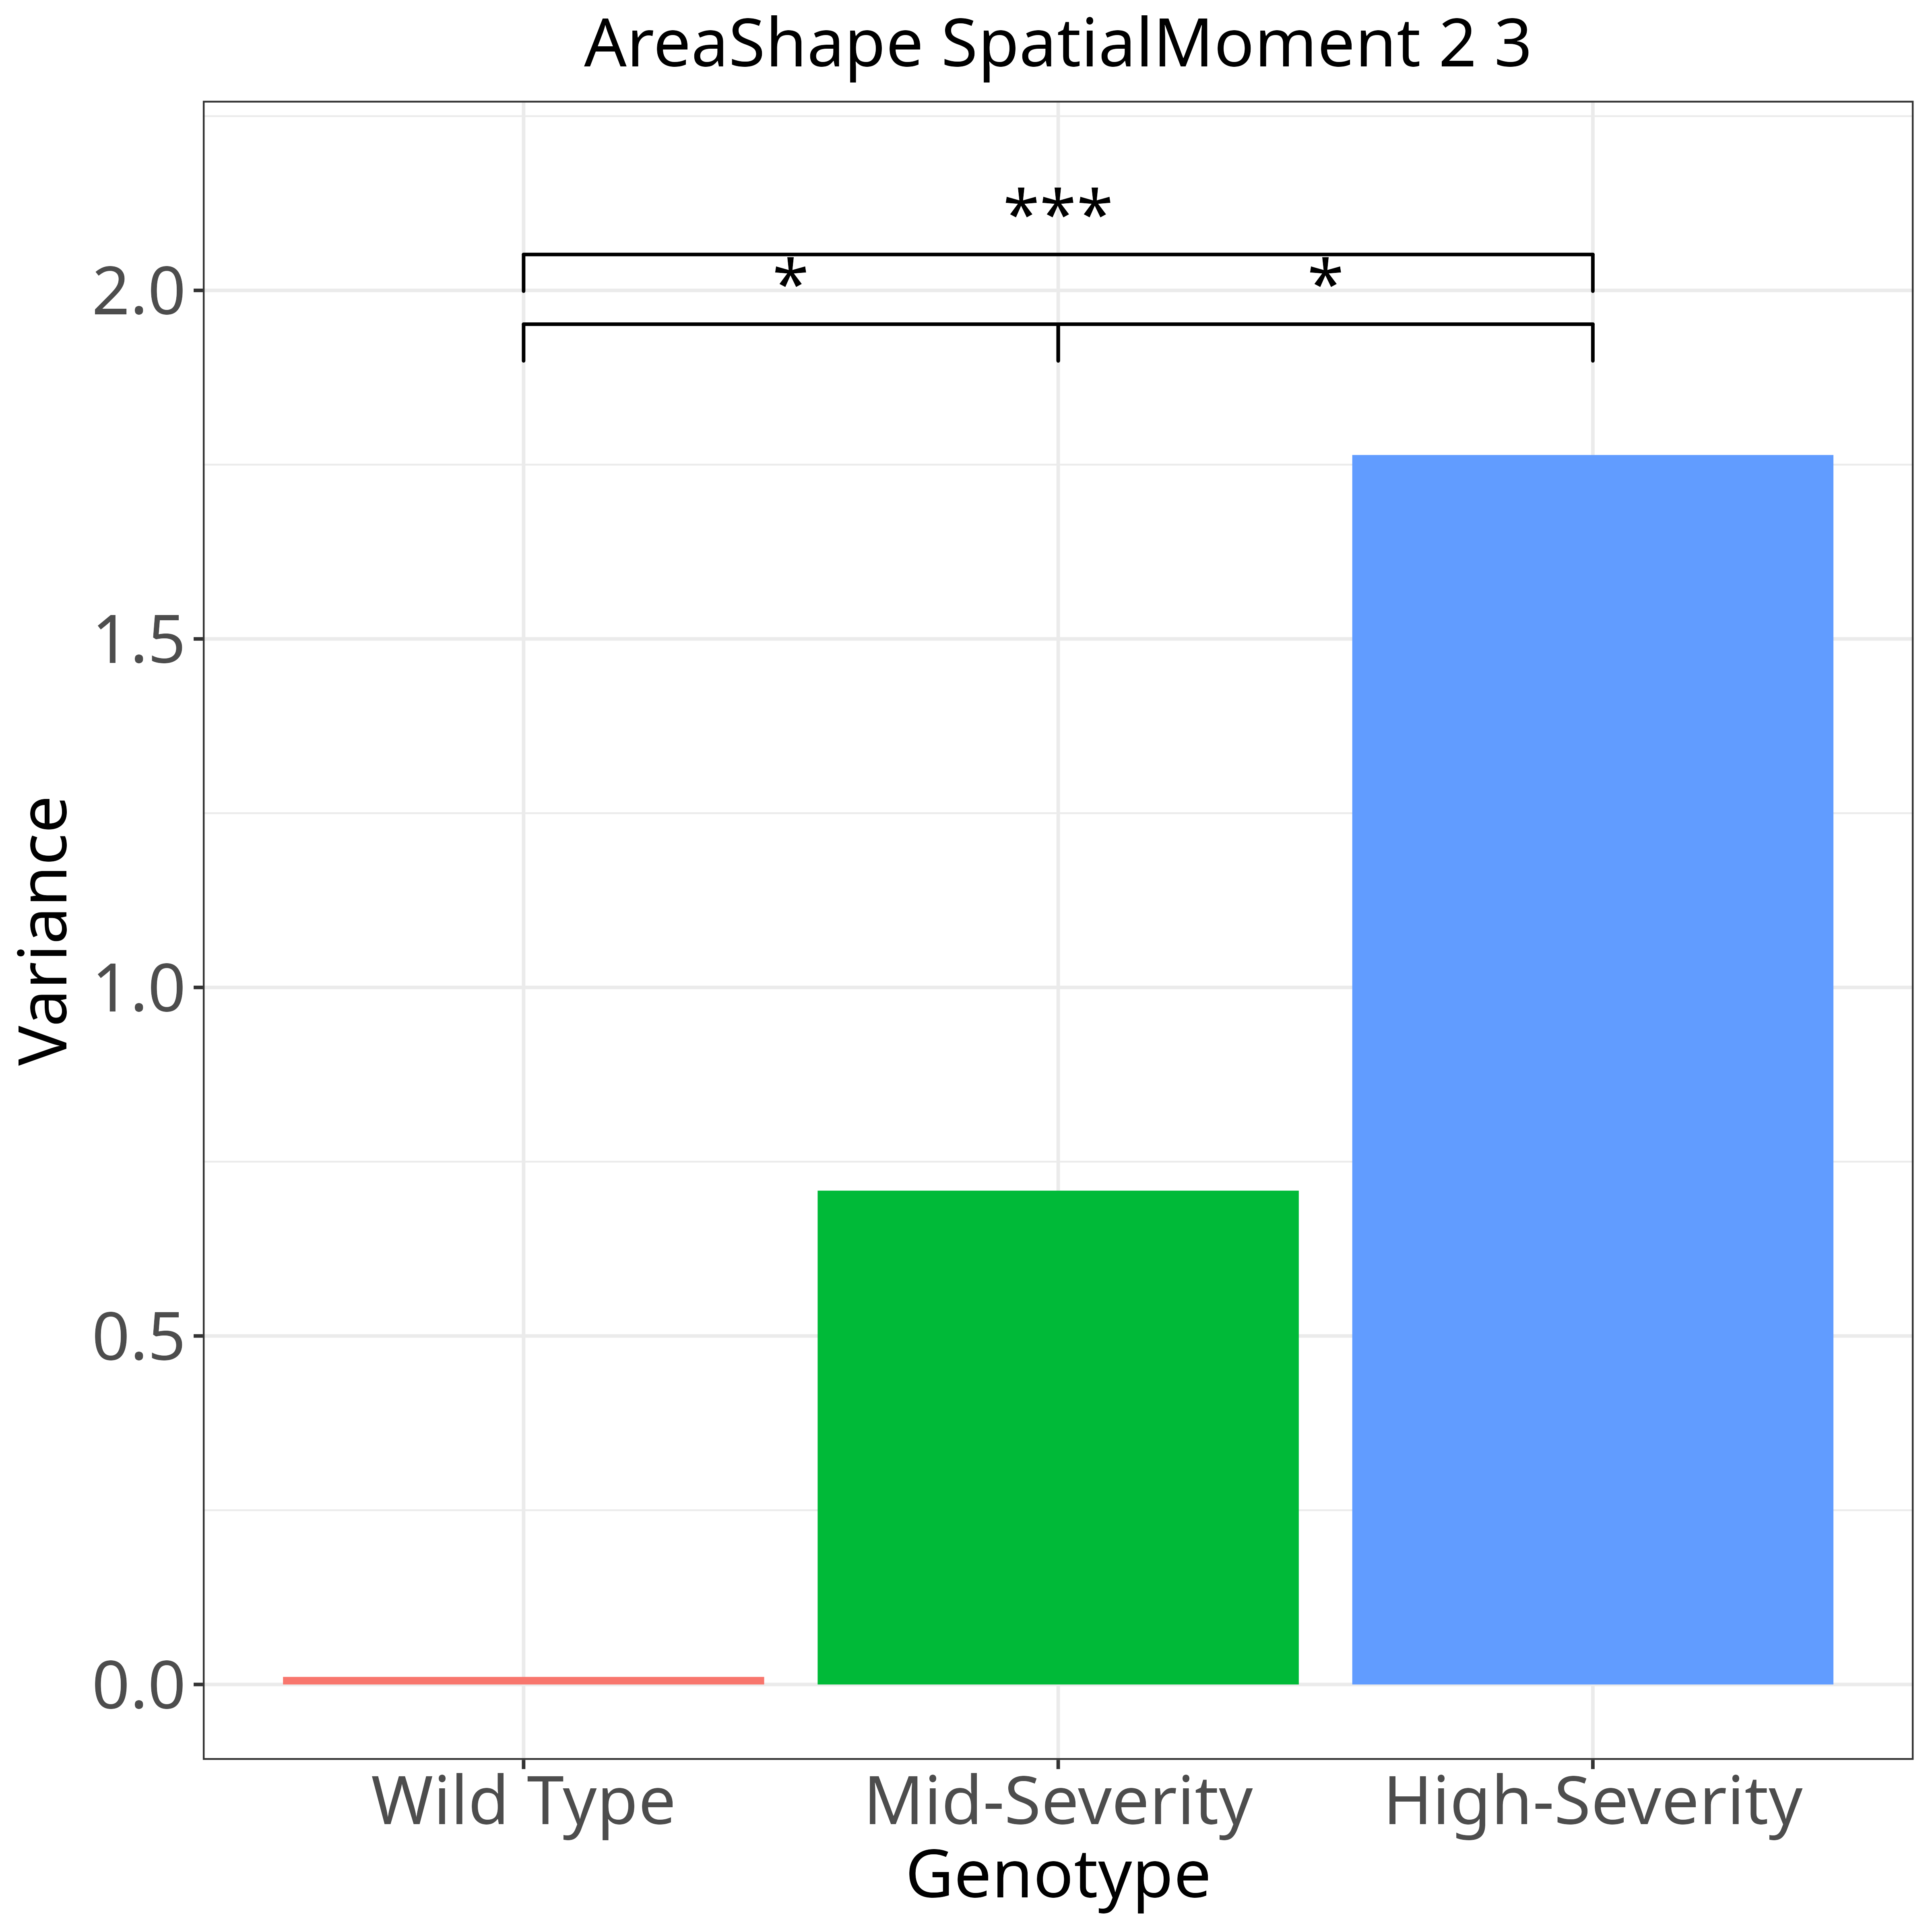 AreaShape SpatialMoment 2 3
***
* *
2.0
1.5
1.0
0.5
0.0
Variance
Wild Type Mid-Severity High-Severity
Genotype